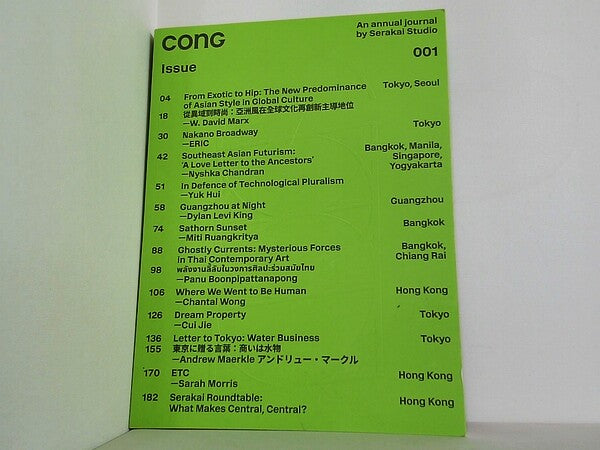 CONG
An annual journal
by Serakai Studio
Issue
001
04 From Exotic to Hip: The New Predominance
of Asian Style in Global Culture
Tokyo, Seoul
18 從異域到時尚：亞洲風在全球文化再創新主導地位
—W. David Marx
30 Nakano Broadway
—ERIC
Tokyo
42 Southeast Asian Futurism:
‘A Love Letter to the Ancestors’
—Nyshka Chandran
Bangkok, Manila,
Singapore,
Yogyakarta
51 In Defence of Technological Pluralism
—Yuk Hui
58 Guangzhou at Night
—Dylan Levi King
Guangzhou
74 Sathorn Sunset
—Miti Ruangkritya
Bangkok
88 Ghostly Currents: Mysterious Forces
in Thai Contemporary Art
Bangkok,
Chiang Rai
98 พลังงานลี้ลับในวงการศิลปะร่วมสมัยไทย
—Panu Boonpipattanapong
106 Where We Went to Be Human
—Chantal Wong
Hong Kong
126 Dream Property
—Cui Jie
Tokyo
136 Letter to Tokyo: Water Business
Tokyo
155 東京に贈る言葉：商いは水物
—Andrew Maerkle アンドリュー・マークル
170 ETC
—Sarah Morris
Hong Kong
182 Serakai Roundtable:
What Makes Central, Central?
Hong Kong